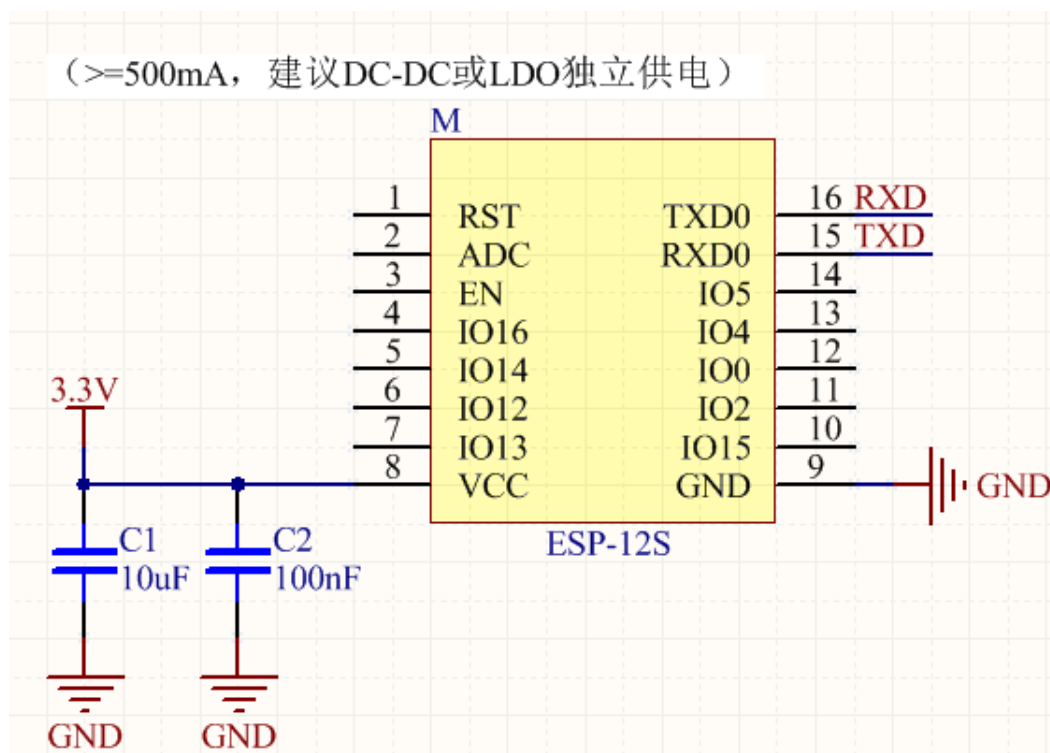 （>=500mA，建议DC-DC或LDO独立供电）
M
1 RST TXD0 16 RXD
2 ADC RXD0 15 TXD
3 EN IO5 14
4 IO16 IO4 13
5 IO14 IO0 12
6 IO12 IO2 11
7 IO13 IO15 10
8 VCC GND 9 GND
ESP-12S
3.3V
C1
10uF
C2
100nF
GND
GND